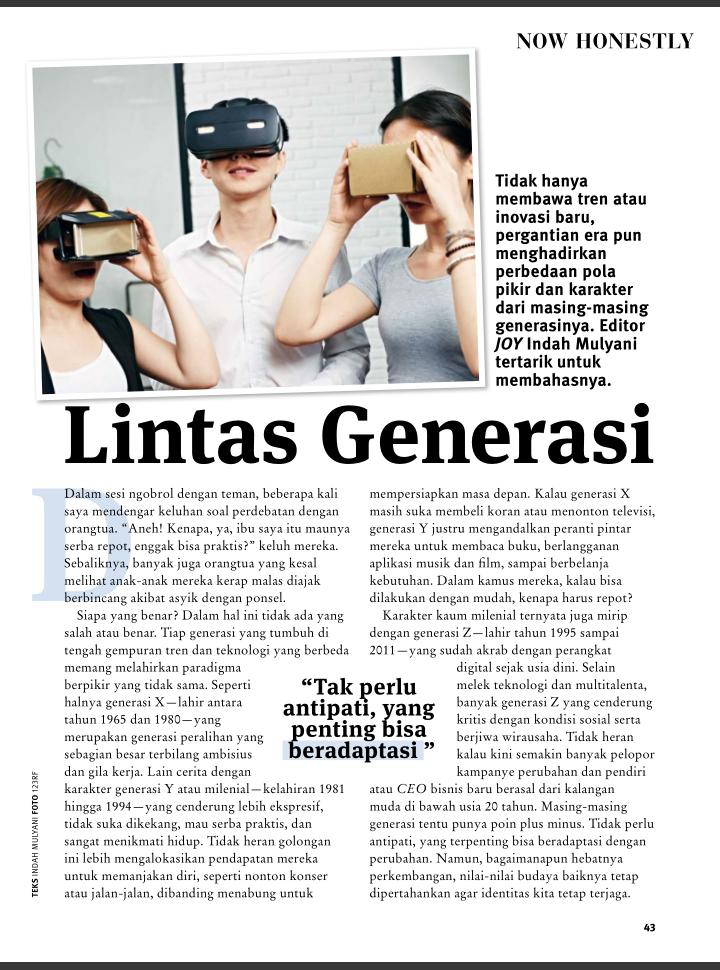 NOW HONESTLY
Tidak hanya
membawa tren atau
inovasi baru,
pergantian era pun
menghadirkan
perbedaan pola
pikir dan karakter
dari masing-masing
generasinya. Editor
JOY Indah Mulyani
tertarik untuk
membahasnya.
Lintas Generasi
Dalam sesi ngobrol dengan teman, beberapa kali
saya mendengar keluhan soal perdebatan dengan
orangtua. “Aneh! Kenapa, ya, ibu saya itu maunya
serba repot, enggak bisa praktis?” keluh mereka.
Sebaliknya, banyak juga orangtua yang kesal
melihat anak-anak mereka kerap malas diajak
berbincang akibat asyik dengan ponsel.
Siapa yang benar? Dalam hal ini tidak ada yang
salah atau benar. Tiap generasi yang tumbuh di
tengah gempuran tren dan teknologi yang berbeda
memang melahirkan paradigma
berpikir yang tidak sama. Seperti
halnya generasi X—lahir antara
tahun 1965 dan 1980—yang
merupakan generasi peralihan yang
sebagian besar terbilang ambisius
dan gila kerja. Lain cerita dengan
karakter generasi Y atau milenial—kelahiran 1981
hingga 1994—yang cenderung lebih ekspresif,
tidak suka dikekang, mau serba praktis, dan
sangat menikmati hidup. Tidak heran golongan
ini lebih mengalokasikan pendapatan mereka
untuk memanjakan diri, seperti nonton konser
atau jalan-jalan, dibanding menabung untuk
mempersiapkan masa depan. Kalau generasi X
masih suka membeli koran atau menonton televisi,
generasi Y justru mengandalkan peranti pintar
mereka untuk membaca buku, berlangganan
aplikasi musik dan film, sampai berbelanja
kebutuhan. Dalam kamus mereka, kalau bisa
dilakukan dengan mudah, kenapa harus repot?
Karakter kaum milenial ternyata juga mirip
dengan generasi Z—lahir tahun 1995 sampai
2011—yang sudah akrab dengan perangkat
digital sejak usia dini. Selain
melek teknologi dan multitalenta,
banyak generasi Z yang cenderung
kritis dengan kondisi sosial serta
berjiwa wirausaha. Tidak heran
kalau kini semakin banyak pelopor
kampanye perubahan dan pendiri
atau CEO bisnis baru berasal dari kalangan
muda di bawah usia 20 tahun. Masing-masing
generasi tentu punya poin plus minus. Tidak perlu
antipati, yang terpenting bisa beradaptasi dengan
perubahan. Namun, bagaimanapun hebatnya
perkembangan, nilai-nilai budaya baiknya tetap
dipertahankan agar identitas kita tetap terjaga.
“Tak perlu
antipati, yang
penting bisa
beradaptasi ”
TEKS INDAH MULYANI FOTO 123RF
43